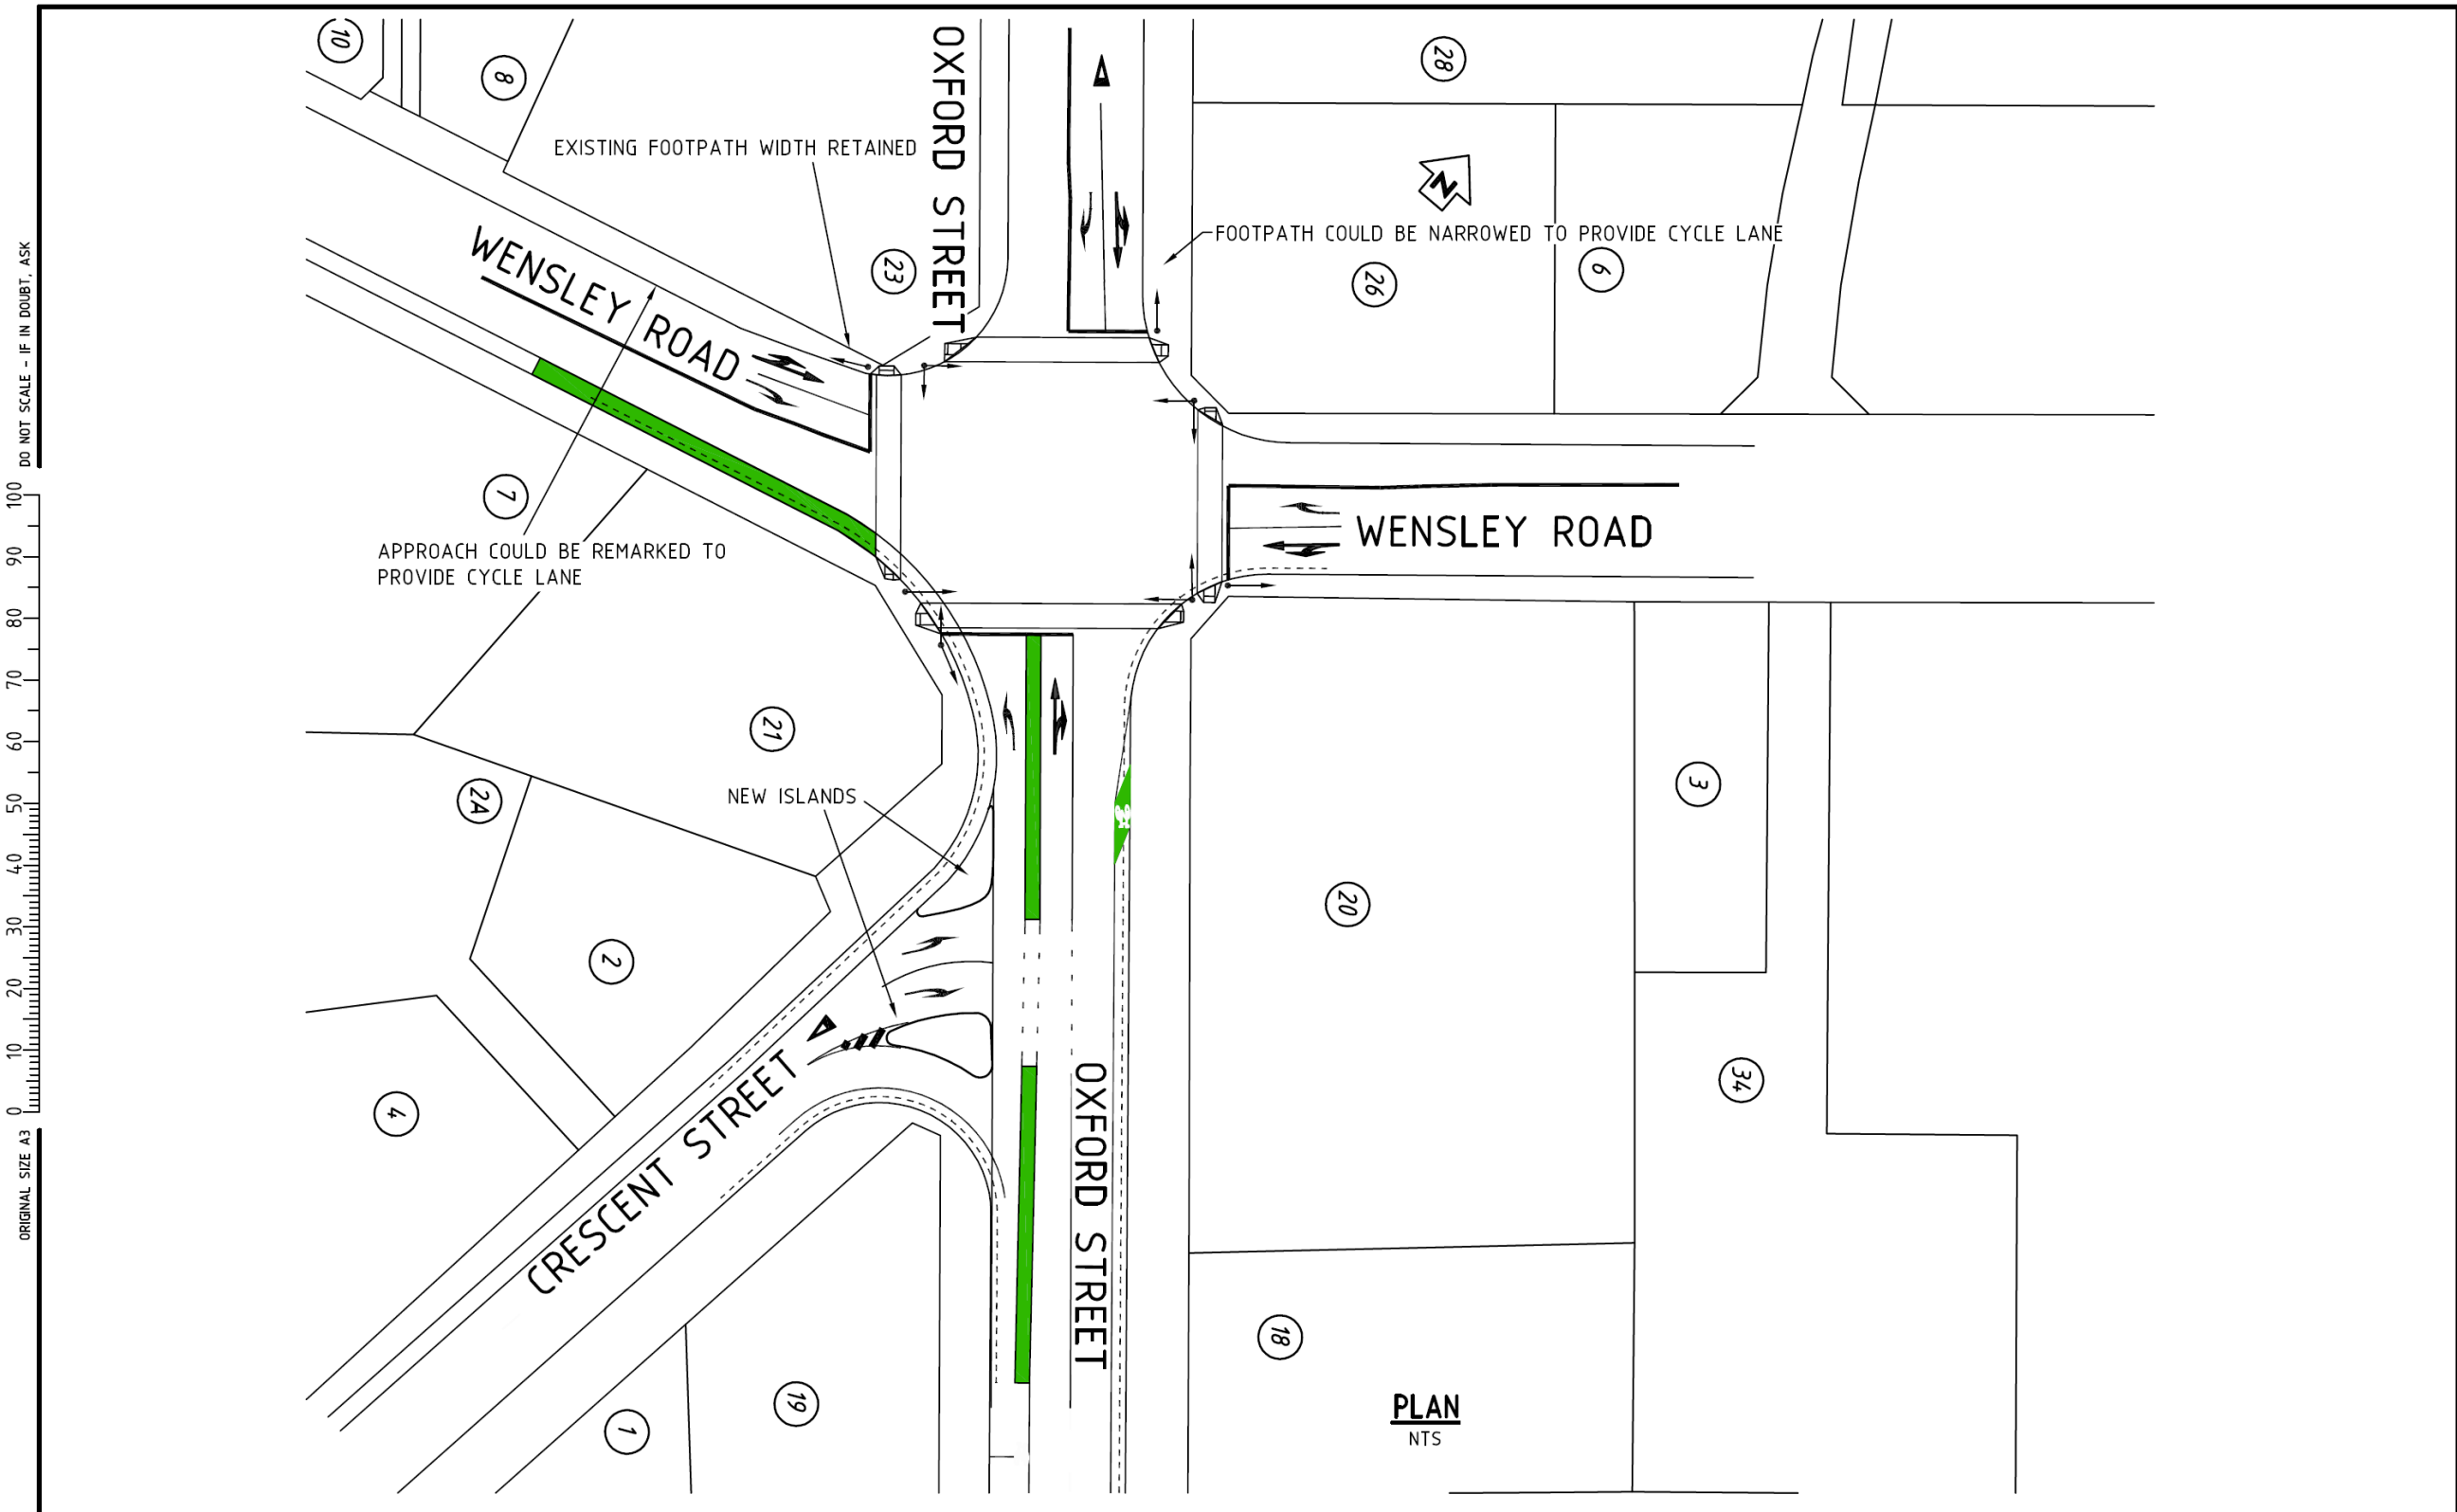 10
8
OXFORD STREET
28
EXISTING FOOTPATH WIDTH RETAINED
N
FOOTPATH COULD BE NARROWED TO PROVIDE CYCLE LANE
WENSLEY ROAD
23
26
6
DO NOT SCALE - IF IN DOUBT, ASK
7
WENSLEY ROAD
APPROACH COULD BE REMARKED TO
PROVIDE CYCLE LANE
100
90
80
70
60
50
40
30
20
10
0
21
2A
NEW ISLANDS
3
20
2
4
CRESCENT STREET
OXFORD STREET
34
ORIGINAL SIZE A3
18
19
1
PLAN
NTS